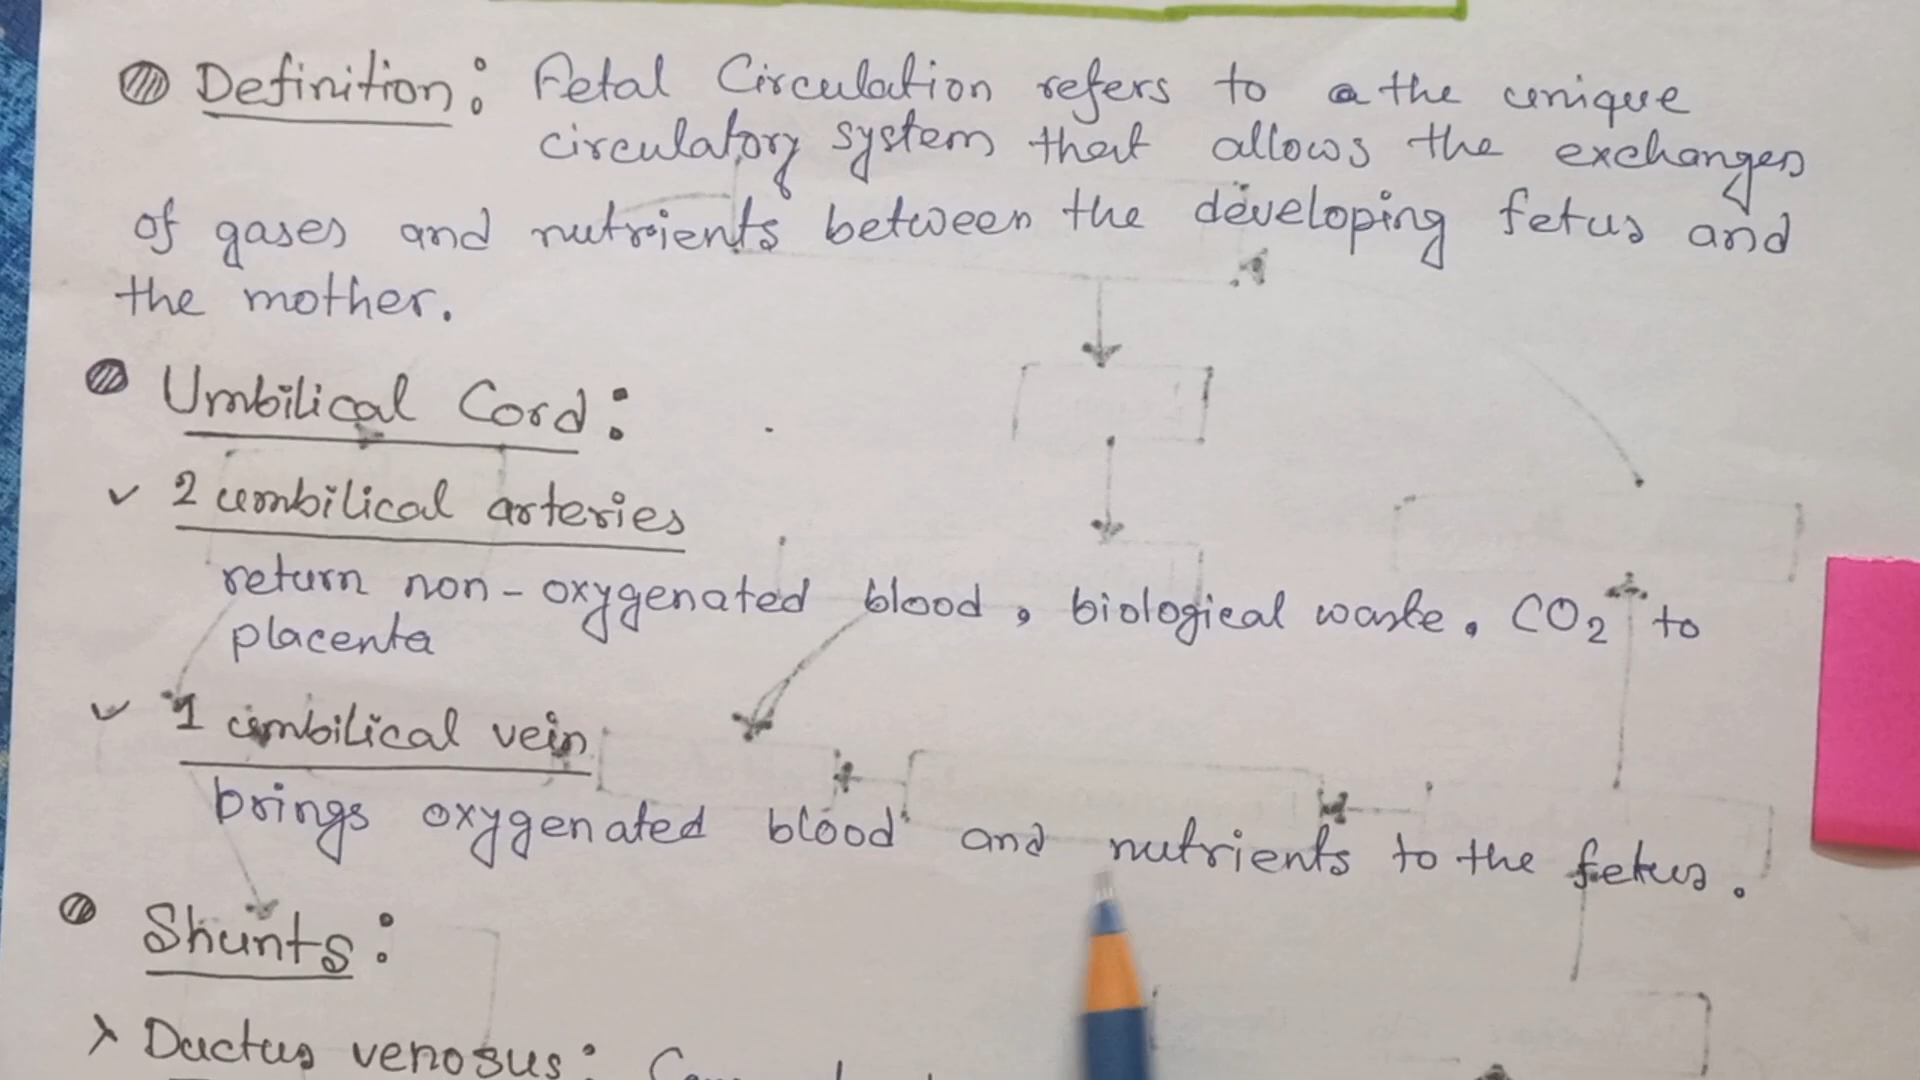 Definition: Fetal Circulation refers to a the unique
circulatory system that allows the exchanges
of gases and nutrients between the developing fetus and
the mother.
Umbilical Cord:
✓ 2 umbilical arteries
return non-oxygenated blood, biological waste, CO₂ to
placenta
✓ 1 umbilical vein
brings oxygenated blood and nutrients to the fetus.
Shunts:
> Ductus venosus: